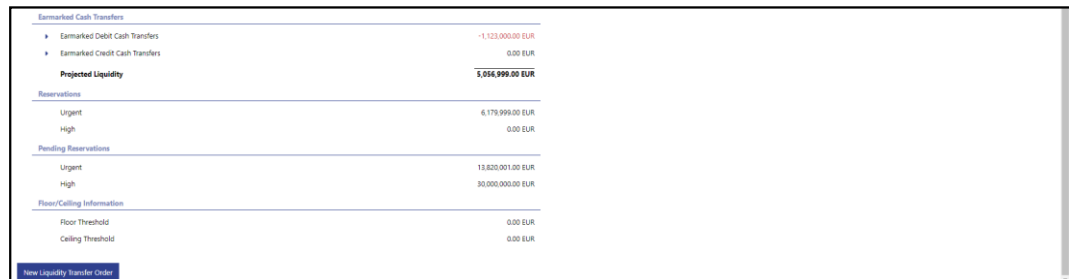 Earmarked Cash Transfers
Earmarked Debit Cash Transfers -1,123,000.00 EUR
Earmarked Credit Cash Transfers 0.00 EUR
Projected Liquidity 5,056,999.00 EUR
Reservations
Urgent 6,179,999.00 EUR
High 0.00 EUR
Pending Reservations
Urgent 13,820,001.00 EUR
High 30,000,000.00 EUR
Floor/Ceiling Information
Floor Threshold 0.00 EUR
Ceiling Threshold 0.00 EUR
New Liquidity Transfer Order